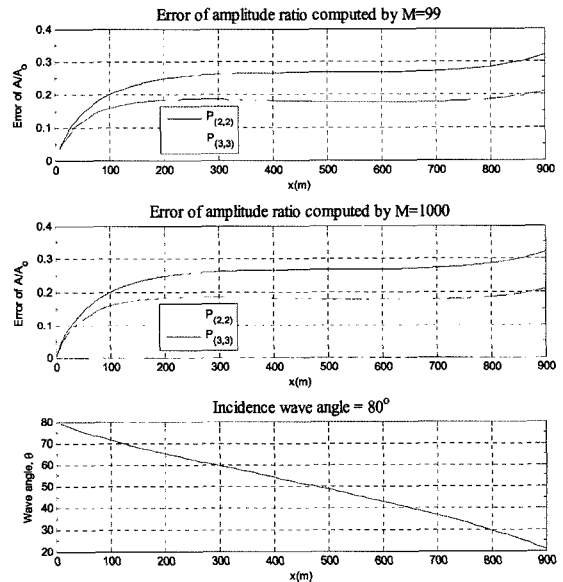 Error of amplitude ratio computed by M=99
Error of A/A₀
0.4
0.3
0.2
0.1
0
P(2,2)
P(3,3)
0 100 200 300 400 500 600 700 800 900
x(m)
Error of amplitude ratio computed by M=1000
Error of A/A₀
0.4
0.3
0.2
0.1
0
P(2,2)
P(3,3)
0 100 200 300 400 500 600 700 800 900
x(m)
Incidence wave angle = 80°
Wave angle, θ
80
70
60
50
40
30
20
0 100 200 300 400 500 600 700 800 900
x(m)